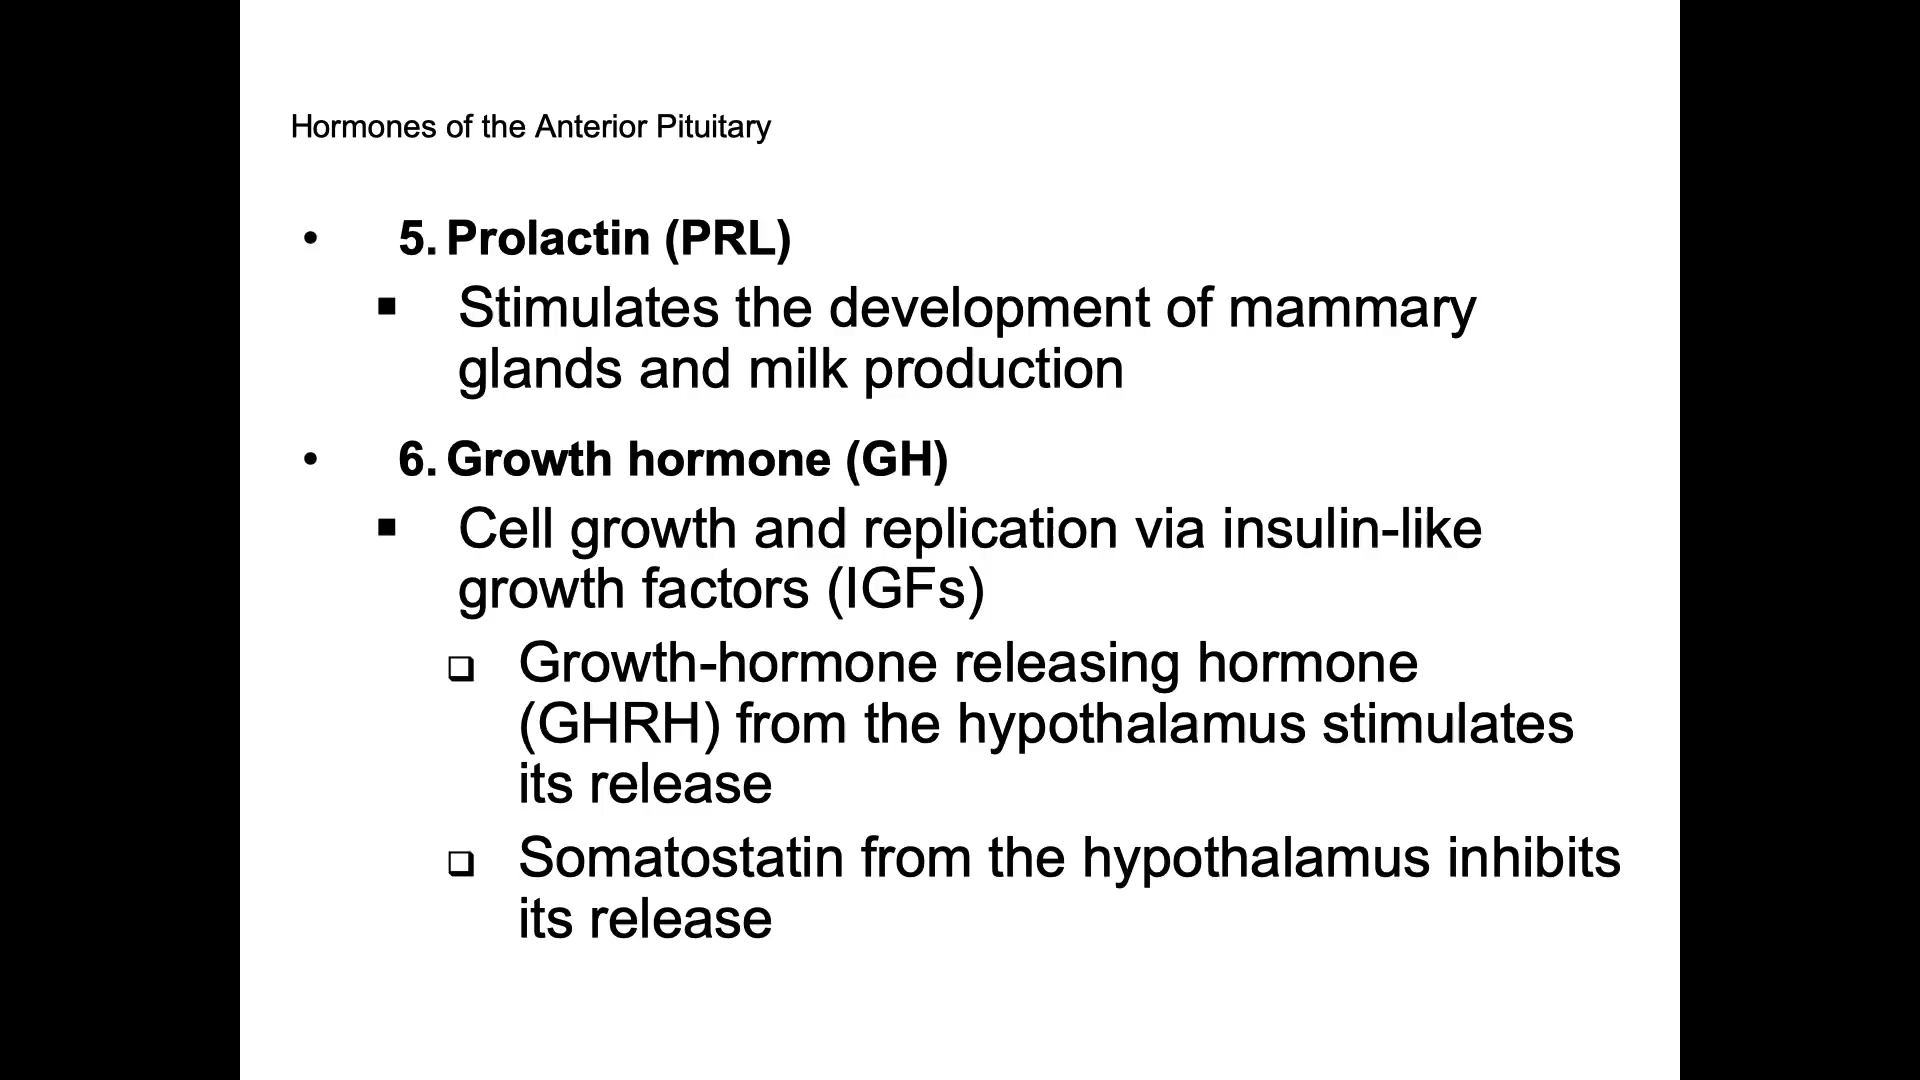 Hormones of the Anterior Pituitary
• 5. Prolactin (PRL)
▪ Stimulates the development of mammary
glands and milk production
• 6. Growth hormone (GH)
▪ Cell growth and replication via insulin-like
growth factors (IGFs)
❑ Growth-hormone releasing hormone
(GHRH) from the hypothalamus stimulates
its release
❑ Somatostatin from the hypothalamus inhibits
its release